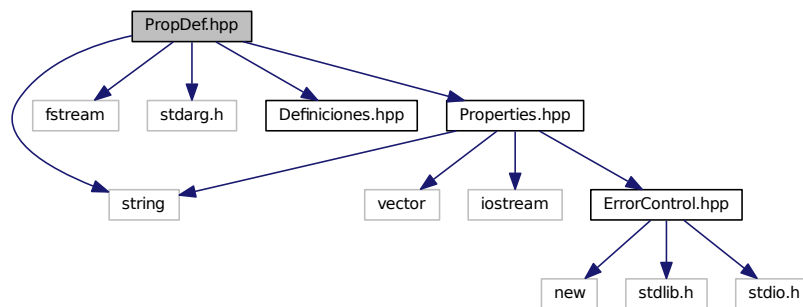 PropDef.hpp
fstream
stdarg.h
Definiciones.hpp
Properties.hpp
string
vector
iostream
ErrorControl.hpp
new
stdlib.h
stdio.h